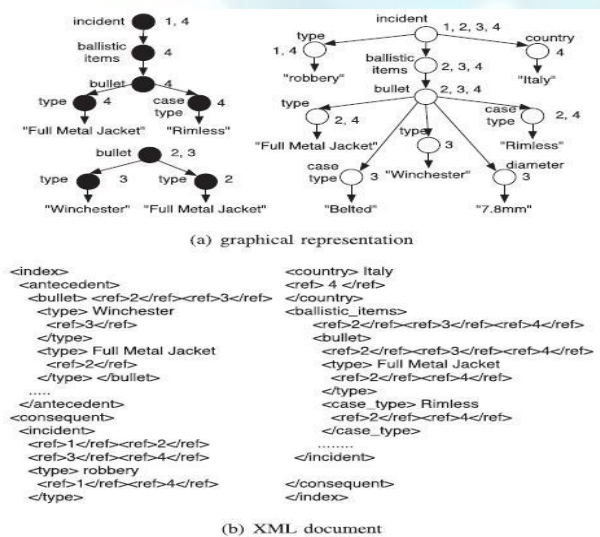 incident 1, 4
ballistic
items 4
bullet 4
type 4 case
type 4
"Full Metal Jacket" "Rimless"
bullet 2, 3
type 3 type 2
"Winchester" "Full Metal Jacket"
incident
1, 2, 3, 4
type
1, 4
"robbery"
country
4
"Italy"
ballistic
items 2, 3, 4
bullet 2, 3, 4
type
2, 4
"Full Metal Jacket"
case
type 2, 4
"Rimless"
type
3
"Winchester"
case
type 3
"Belted"
diameter
3
"7.8mm"
(a) graphical representation
<index>
<antecedent>
<bullet> <ref>2</ref><ref>3</ref>
<type> Winchester
<ref>3</ref>
</type>
<type> Full Metal Jacket
<ref>2</ref>
</type> </bullet>
.....
</antecedent>
<consequent>
<incident>
<ref>1</ref><ref>2</ref>
<ref>3</ref><ref>4</ref>
<type> robbery
<ref>1</ref><ref>4</ref>
</type>
<country> Italy
<ref> 4 </ref>
</country>
<ballistic_items>
<ref>2</ref><ref>3</ref><ref>4</ref>
<bullet>
<ref>2</ref><ref>3</ref><ref>4</ref>
<type> Full Metal Jacket
<ref>2</ref><ref>4</ref>
</type>
<case_type> Rimless
<ref>2</ref><ref>4</ref>
</case_type>
........
</incident>
</consequent>
</index>
(b) XML document